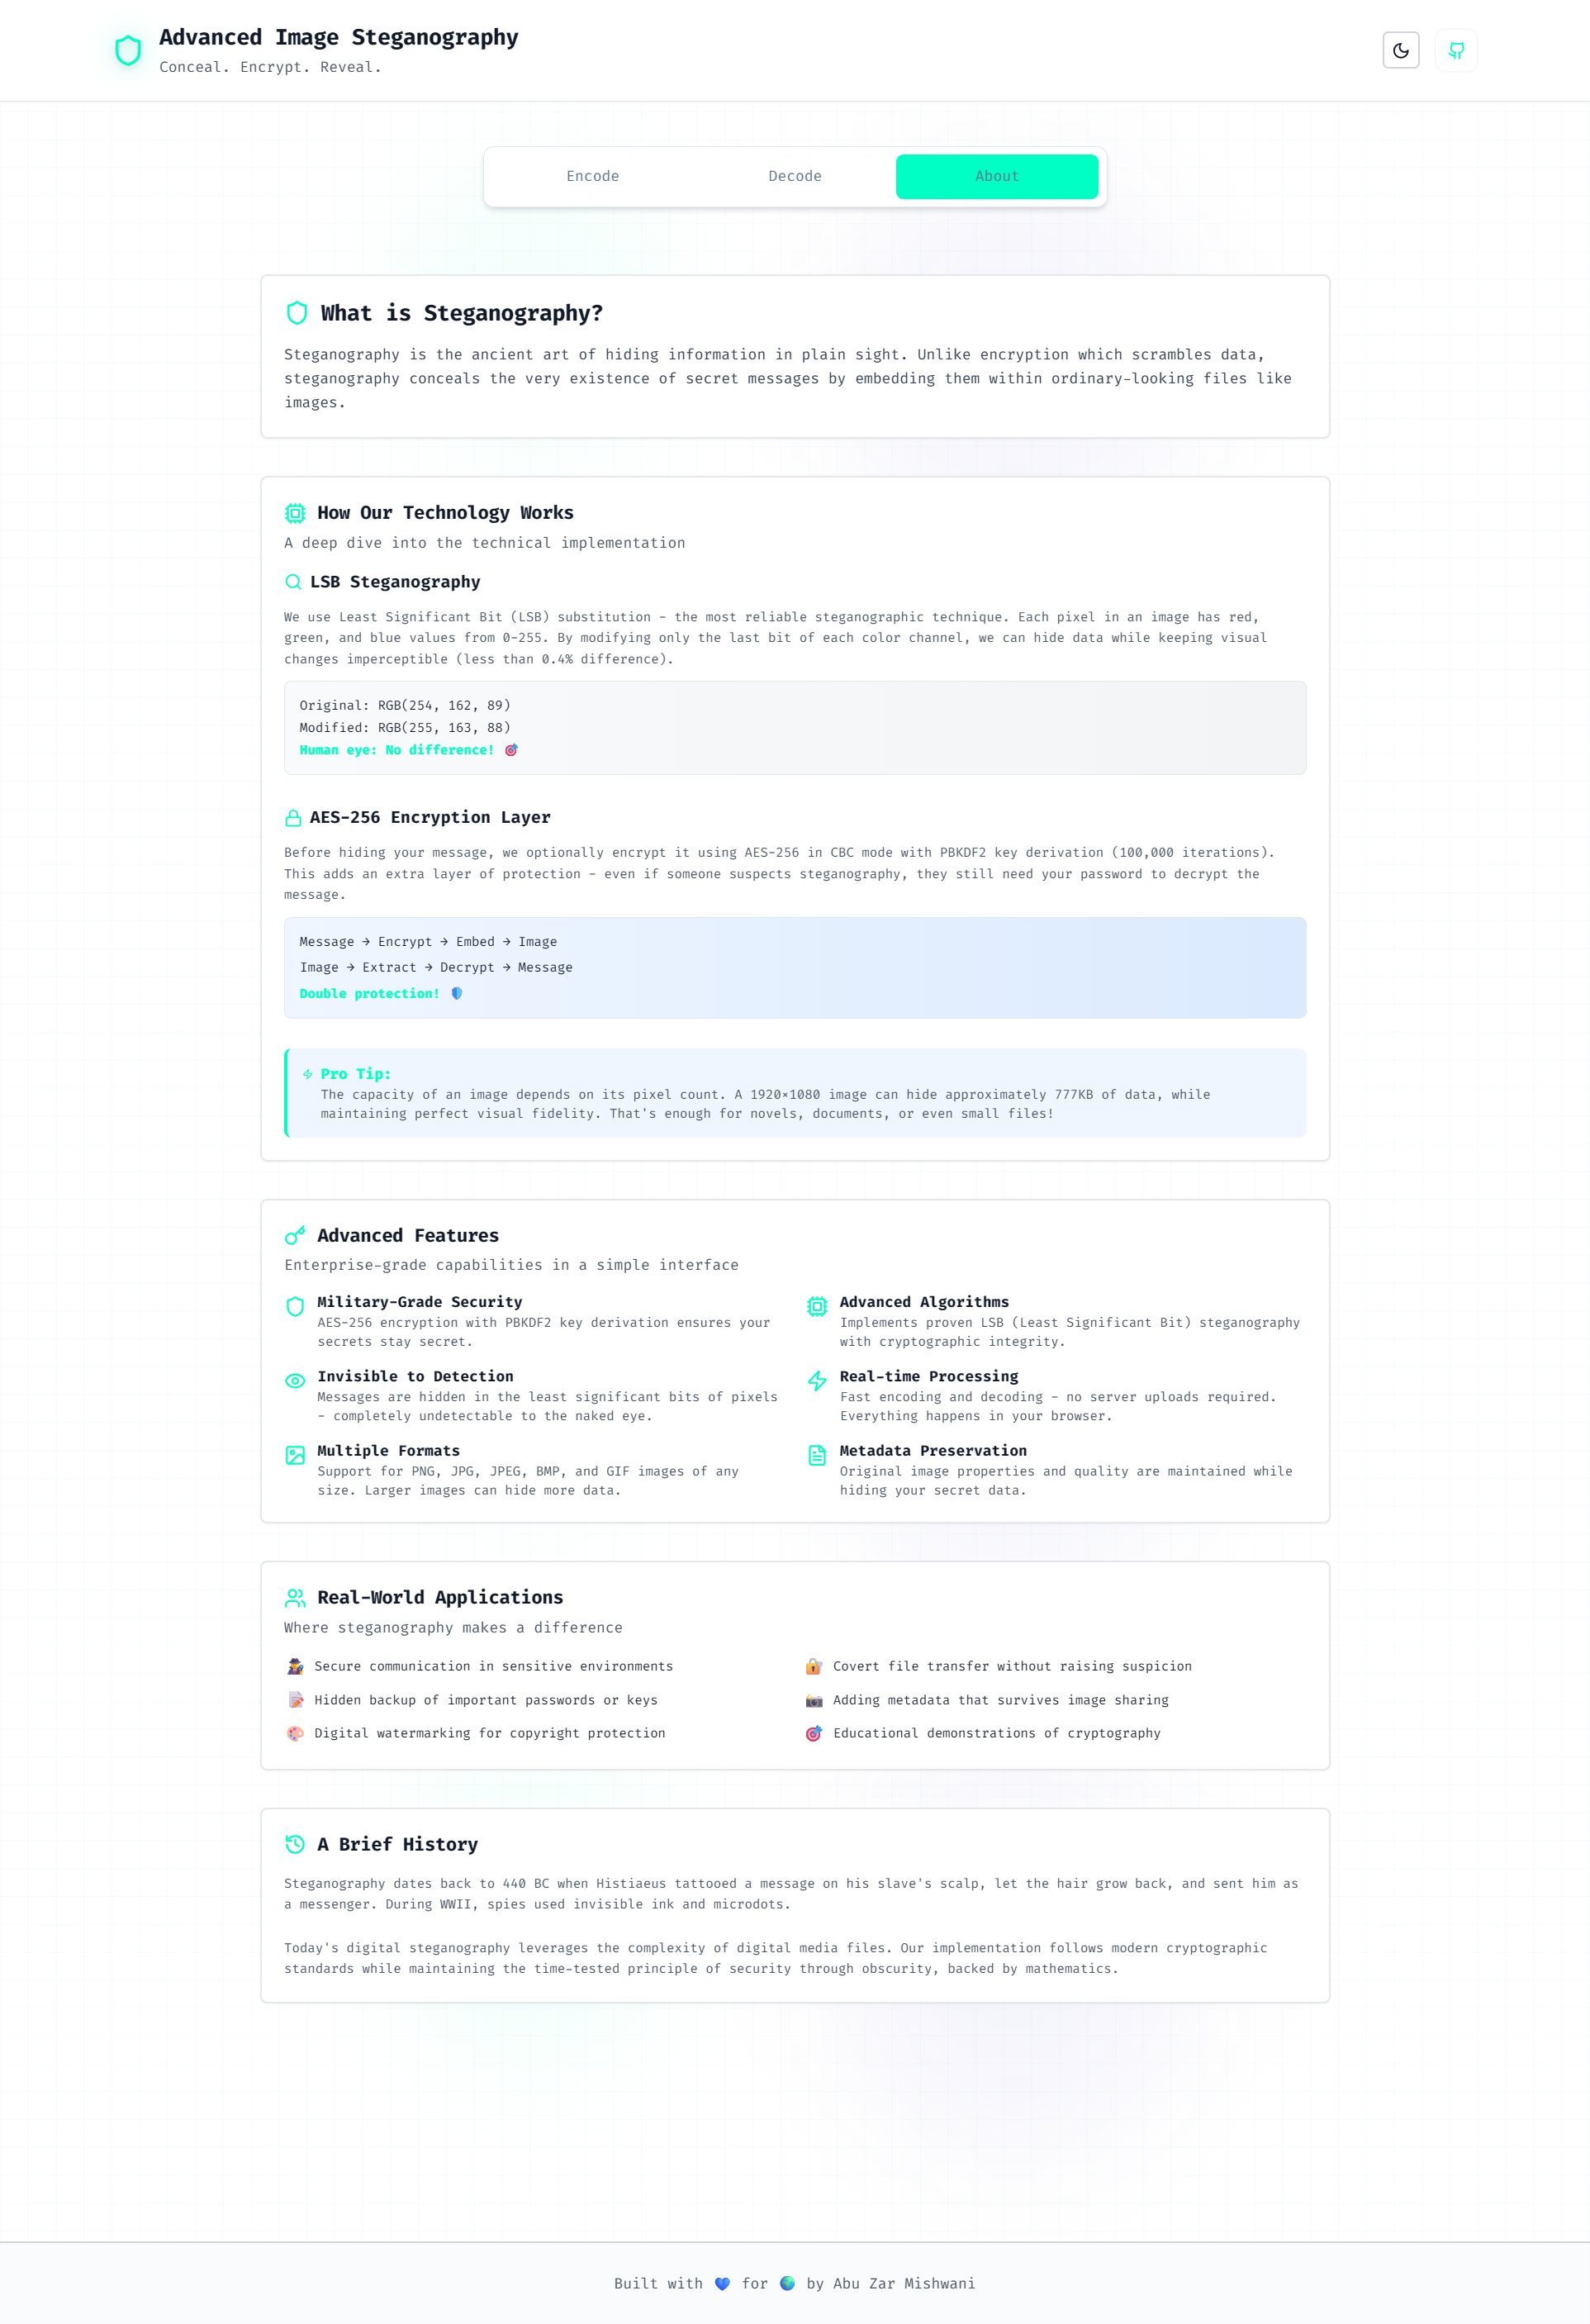 Advanced Image Steganography
Conceal. Encrypt. Reveal.
Encode
Decode
About
What is Steganography?
Steganography is the ancient art of hiding information in plain sight. Unlike encryption which scrambles data,
steganography conceals the very existence of secret messages by embedding them within ordinary-looking files like
images.
How Our Technology Works
A deep dive into the technical implementation
LSB Steganography
We use Least Significant Bit (LSB) substitution - the most reliable steganographic technique. Each pixel in an image has red,
green, and blue values from 0-255. By modifying only the last bit of each color channel, we can hide data while keeping visual
changes imperceptible (less than 0.4% difference).
Original: RGB(254, 162, 89)
Modified: RGB(255, 163, 88)
Human eye: No difference! 🎯
AES-256 Encryption Layer
Before hiding your message, we optionally encrypt it using AES-256 in CBC mode with PBKDF2 key derivation (100,000 iterations).
This adds an extra layer of protection - even if someone suspects steganography, they still need your password to decrypt the
message.
Message → Encrypt → Embed → Image
Image → Extract → Decrypt → Message
Double protection! 🛡️
Pro Tip:
The capacity of an image depends on its pixel count. A 1920×1080 image can hide approximately 777KB of data, while
maintaining perfect visual fidelity. That's enough for novels, documents, or even small files!
Advanced Features
Enterprise-grade capabilities in a simple interface
Military-Grade Security
AES-256 encryption with PBKDF2 key derivation ensures your
secrets stay secret.
Advanced Algorithms
Implements proven LSB (Least Significant Bit) steganography
with cryptographic integrity.
Invisible to Detection
Messages are hidden in the least significant bits of pixels
- completely undetectable to the naked eye.
Real-time Processing
Fast encoding and decoding - no server uploads required.
Everything happens in your browser.
Multiple Formats
Support for PNG, JPG, JPEG, BMP, and GIF images of any
size. Larger images can hide more data.
Metadata Preservation
Original image properties and quality are maintained while
hiding your secret data.
Real-World Applications
Where steganography makes a difference
🕵️ Secure communication in sensitive environments
🔐 Covert file transfer without raising suspicion
📝 Hidden backup of important passwords or keys
📷 Adding metadata that survives image sharing
🎨 Digital watermarking for copyright protection
🎯 Educational demonstrations of cryptography
A Brief History
Steganography dates back to 440 BC when Histiaeus tattooed a message on his slave's scalp, let the hair grow back, and sent him as
a messenger. During WWII, spies used invisible ink and microdots.
Today's digital steganography leverages the complexity of digital media files. Our implementation follows modern cryptographic
standards while maintaining the time-tested principle of security through obscurity, backed by mathematics.
Built with 💙 for 🌍 by Abu Zar Mishwani